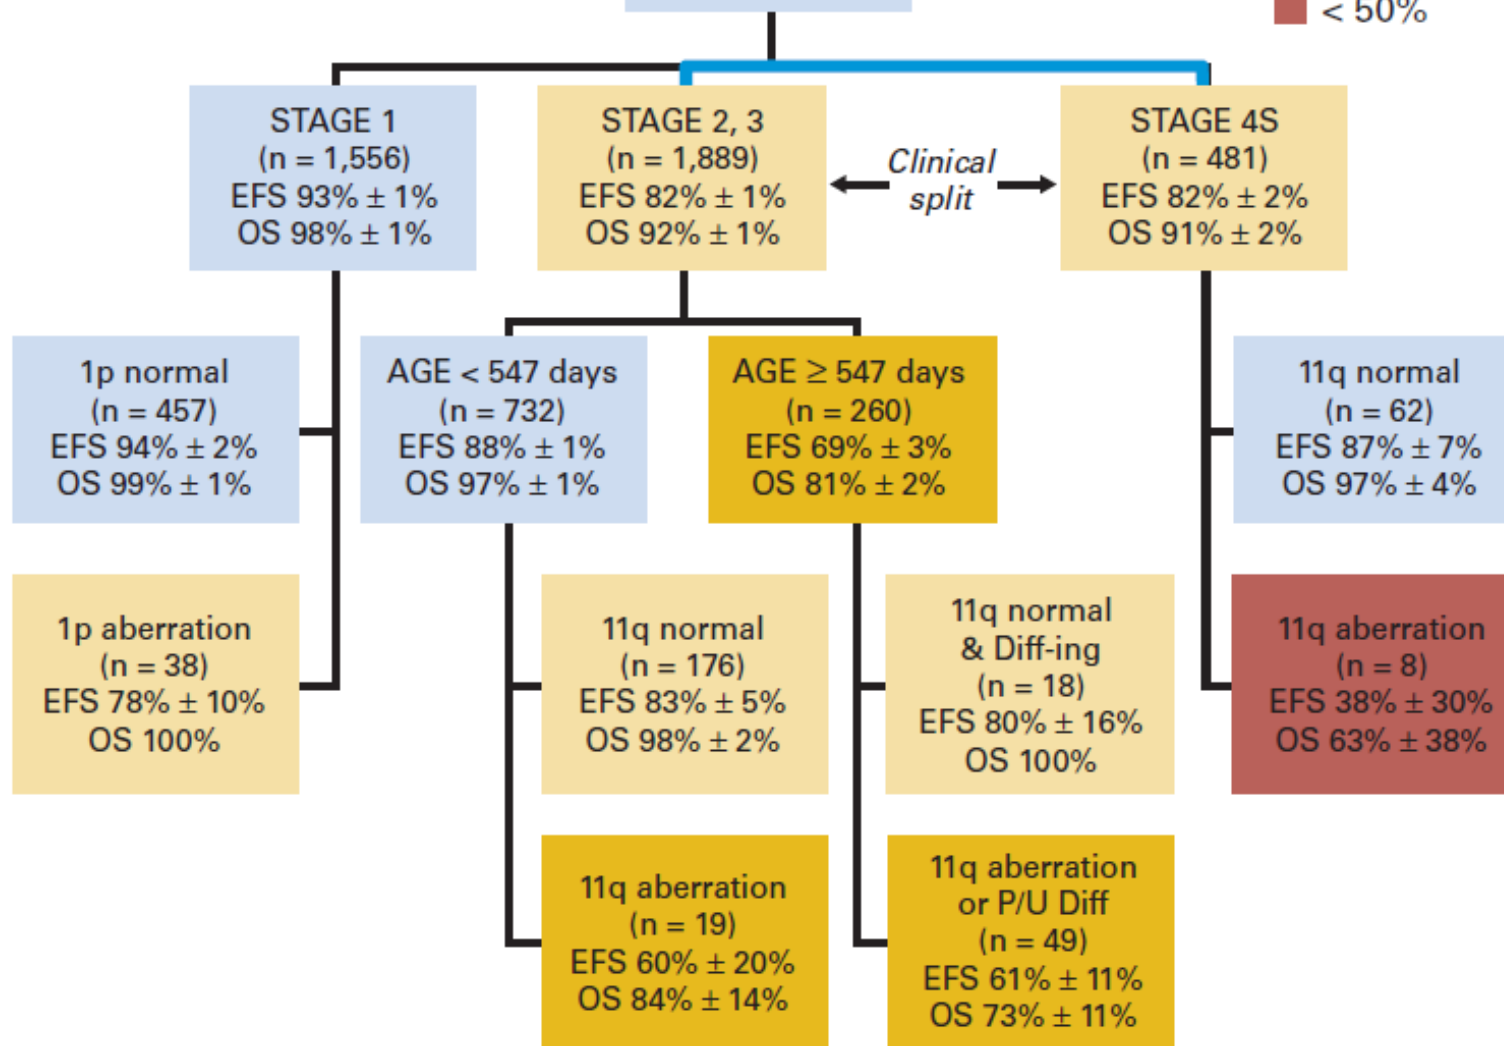 < 50%
STAGE 1
(n = 1,556)
EFS 93% ± 1%
OS 98% ± 1%
STAGE 2, 3
(n = 1,889)
EFS 82% ± 1%
OS 92% ± 1%
Clinical
split
STAGE 4S
(n = 481)
EFS 82% ± 2%
OS 91% ± 2%
1p normal
(n = 457)
EFS 94% ± 2%
OS 99% ± 1%
AGE < 547 days
(n = 732)
EFS 88% ± 1%
OS 97% ± 1%
AGE ≥ 547 days
(n = 260)
EFS 69% ± 3%
OS 81% ± 2%
11q normal
(n = 62)
EFS 87% ± 7%
OS 97% ± 4%
1p aberration
(n = 38)
EFS 78% ± 10%
OS 100%
11q normal
(n = 176)
EFS 83% ± 5%
OS 98% ± 2%
11q normal
& Diff-ing
(n = 18)
EFS 80% ± 16%
OS 100%
11q aberration
(n = 8)
EFS 38% ± 30%
OS 63% ± 38%
11q aberration
(n = 19)
EFS 60% ± 20%
OS 84% ± 14%
11q aberration
or P/U Diff
(n = 49)
EFS 61% ± 11%
OS 73% ± 11%